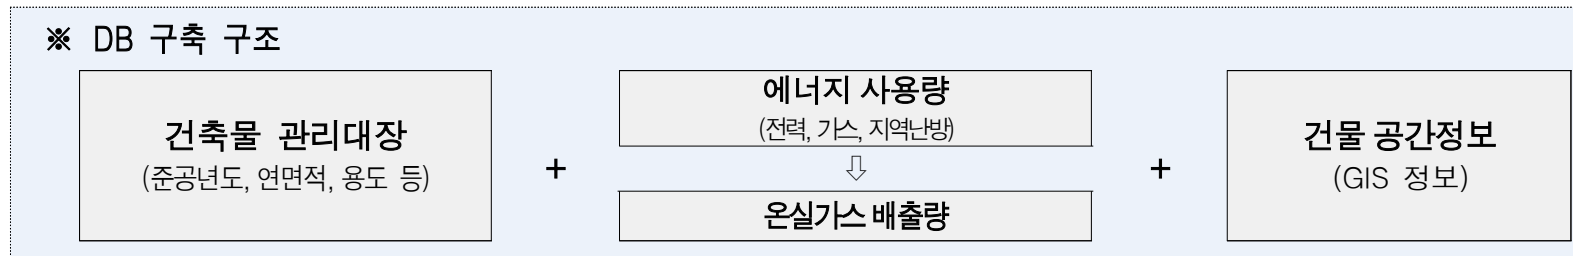 ※ DB 구축 구조
건축물 관리대장
(준공년도, 연면적, 용도 등)
+
에너지 사용량
(전력, 가스, 지역난방)
⇩
온실가스 배출량
+
건물 공간정보
(GIS 정보)